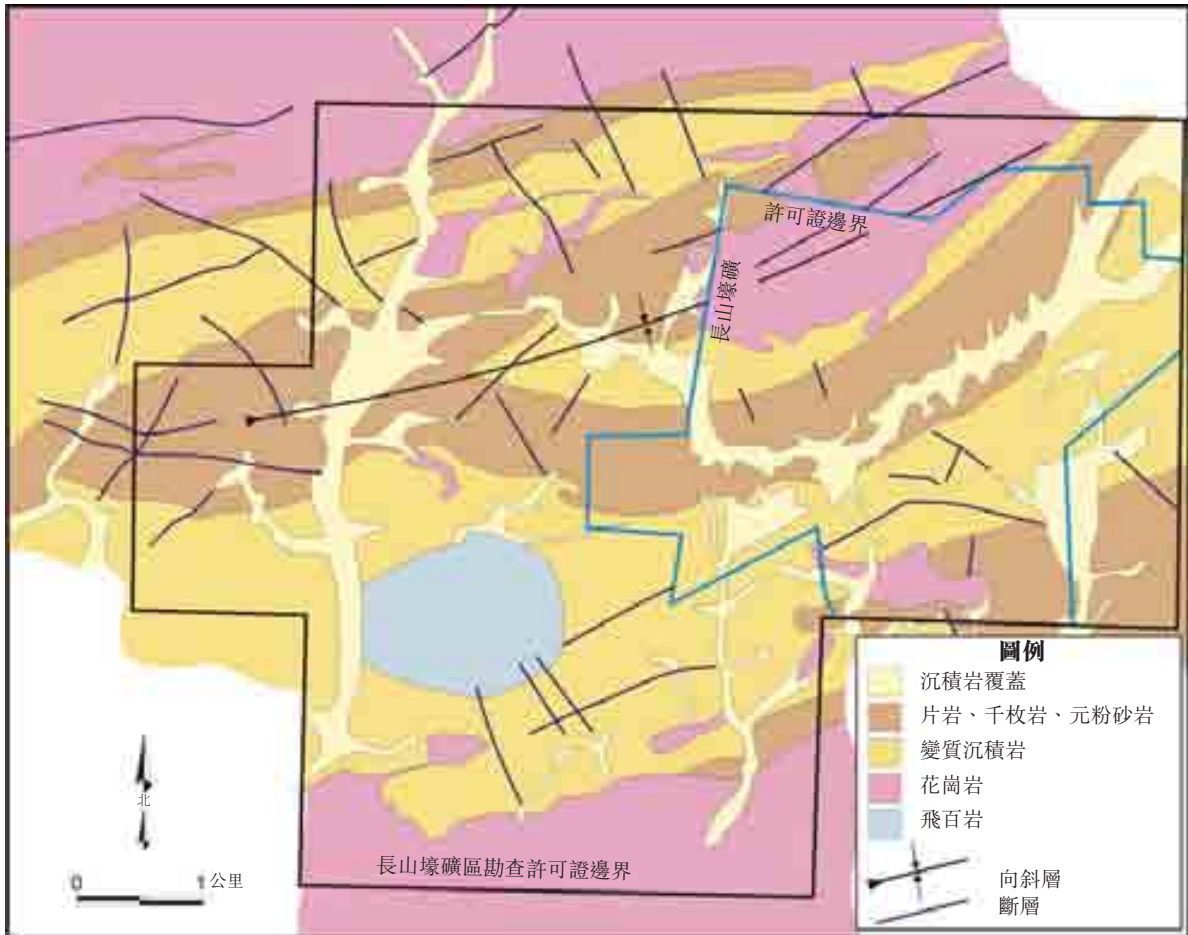 許可證邊界
長山壕礦
圖例
沉積岩覆蓋
片岩、千枚岩、元粉砂岩
變質沉積岩
花崗岩
飛百岩
向斜層
斷層
北
0 1 公里
長山壕礦區勘查許可證邊界